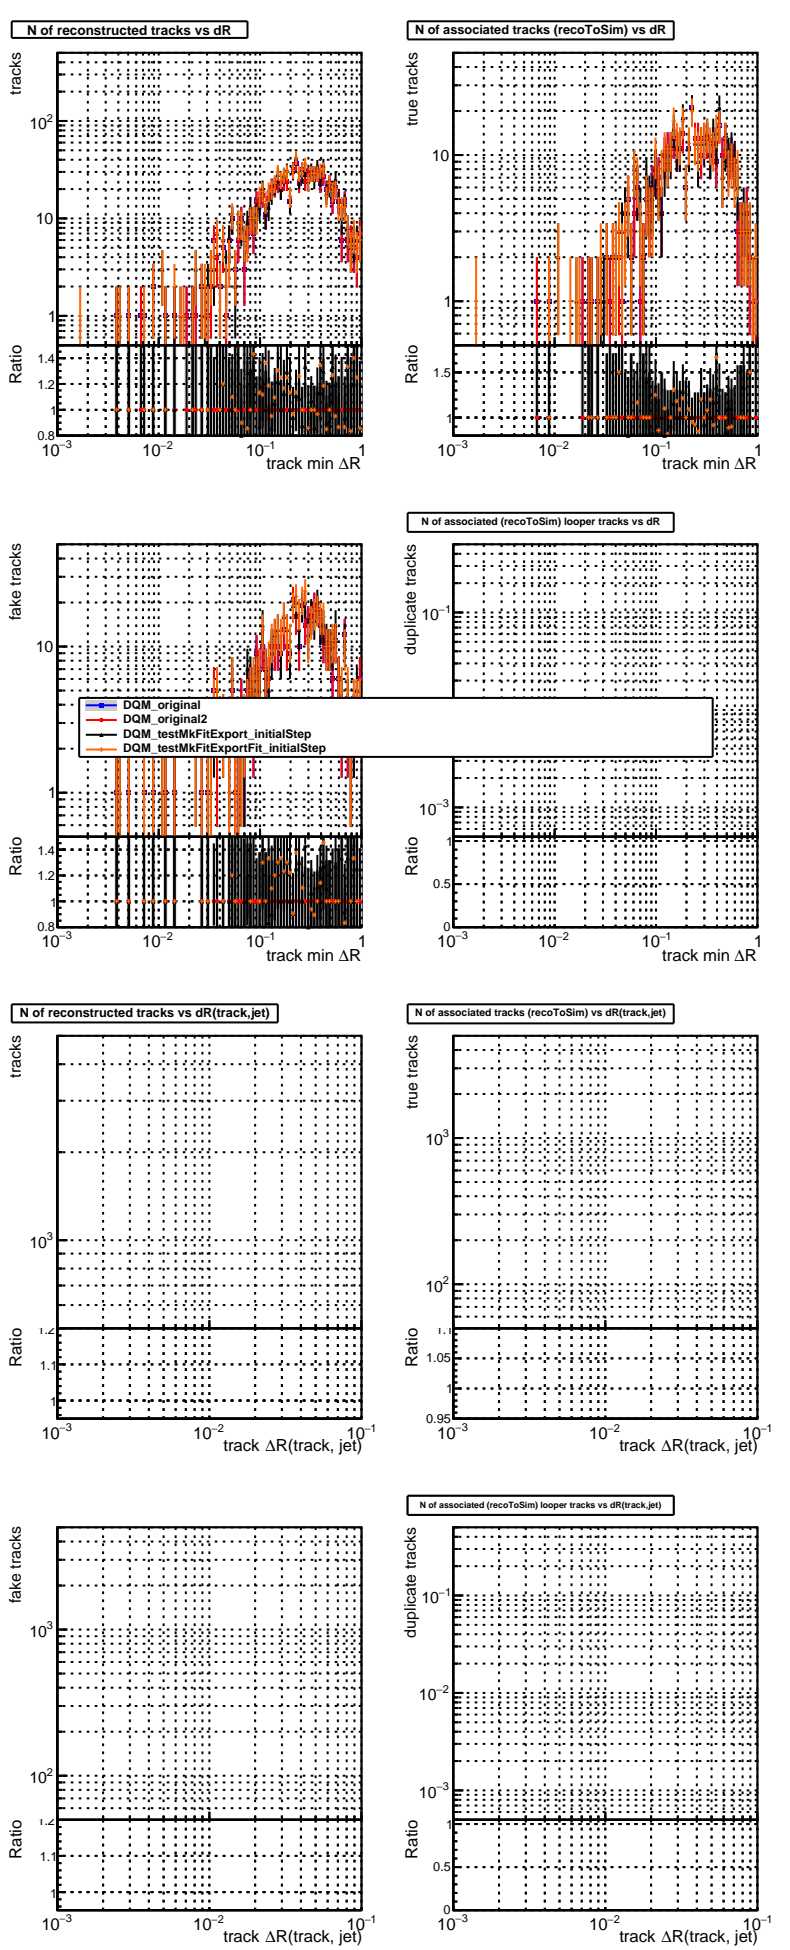 N of reconstructed tracks vs dR
tracks
10²
10
1
Ratio
1.4
1.2
1
0.8
10⁻³
10⁻²
10⁻¹
1
track min ΔR
N of associated tracks (recoToSim) vs dR
true tracks
10
1
Ratio
1.5
1
10⁻³
10⁻²
10⁻¹
1
track min ΔR
fake tracks
10
1
Ratio
1.4
1.2
1
0.8
10⁻³
10⁻²
10⁻¹
1
track min ΔR
N of associated (recoToSim) looper tracks vs dR
duplicate tracks
10⁻¹
10⁻³
Ratio
1
0.5
0
10⁻³
10⁻²
10⁻¹
1
track min ΔR
DQM_original
DQM_original2
DQM_testMkFitExport_initialStep
DQM_testMkFitExportFit_initialStep
N of reconstructed tracks vs dR(track,jet)
tracks
10³
Ratio
1.2
1.1
1
10⁻³
10⁻²
10⁻¹
track ΔR(track, jet)
N of associated tracks (recoToSim) vs dR(track,jet)
true tracks
10³
10²
Ratio
1.1
1.05
1
0.95
10⁻³
10⁻²
10⁻¹
track ΔR(track, jet)
fake tracks
10³
10²
Ratio
1.2
1.1
1
10⁻³
10⁻²
10⁻¹
track ΔR(track, jet)
N of associated (recoToSim) looper tracks vs dR(track,jet)
duplicate tracks
10⁻¹
10⁻²
10⁻³
Ratio
1
0.5
0
10⁻³
10⁻²
10⁻¹
track ΔR(track, jet)